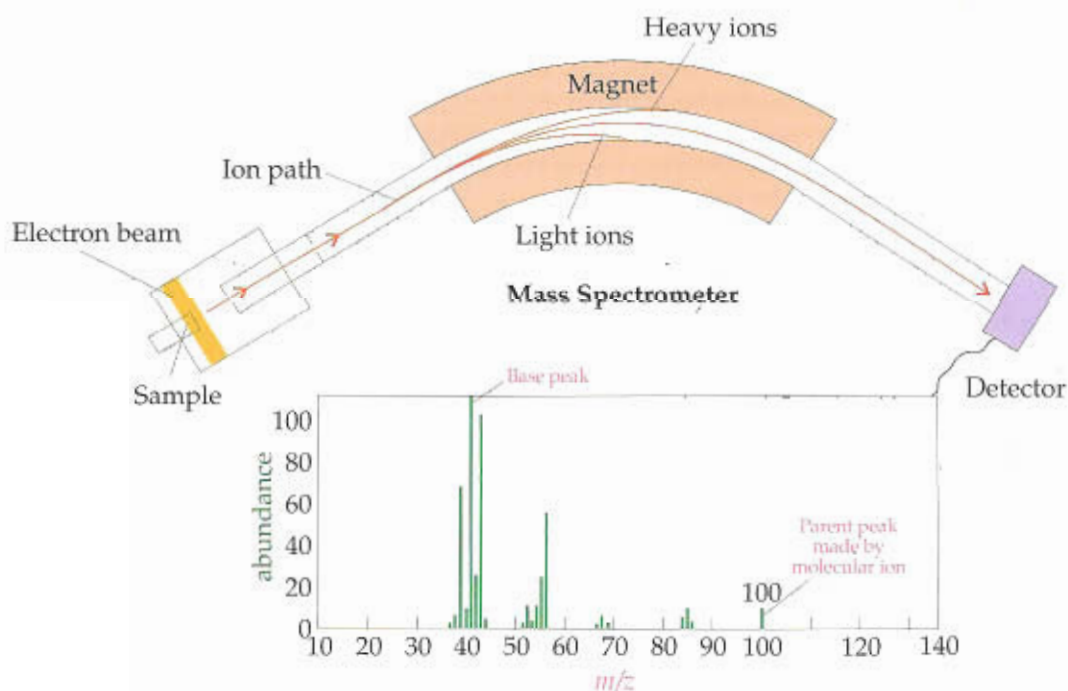 Heavy ions
Magnet
Ion path
Electron beam
Light ions
Mass Spectrometer
Sample
Detector
Base peak
100
80
60
40
20
0
abundance
Parent peak
made by
molecular ion
100
10 20 30 40 50 60 70 80 90 100 120 140
m/z